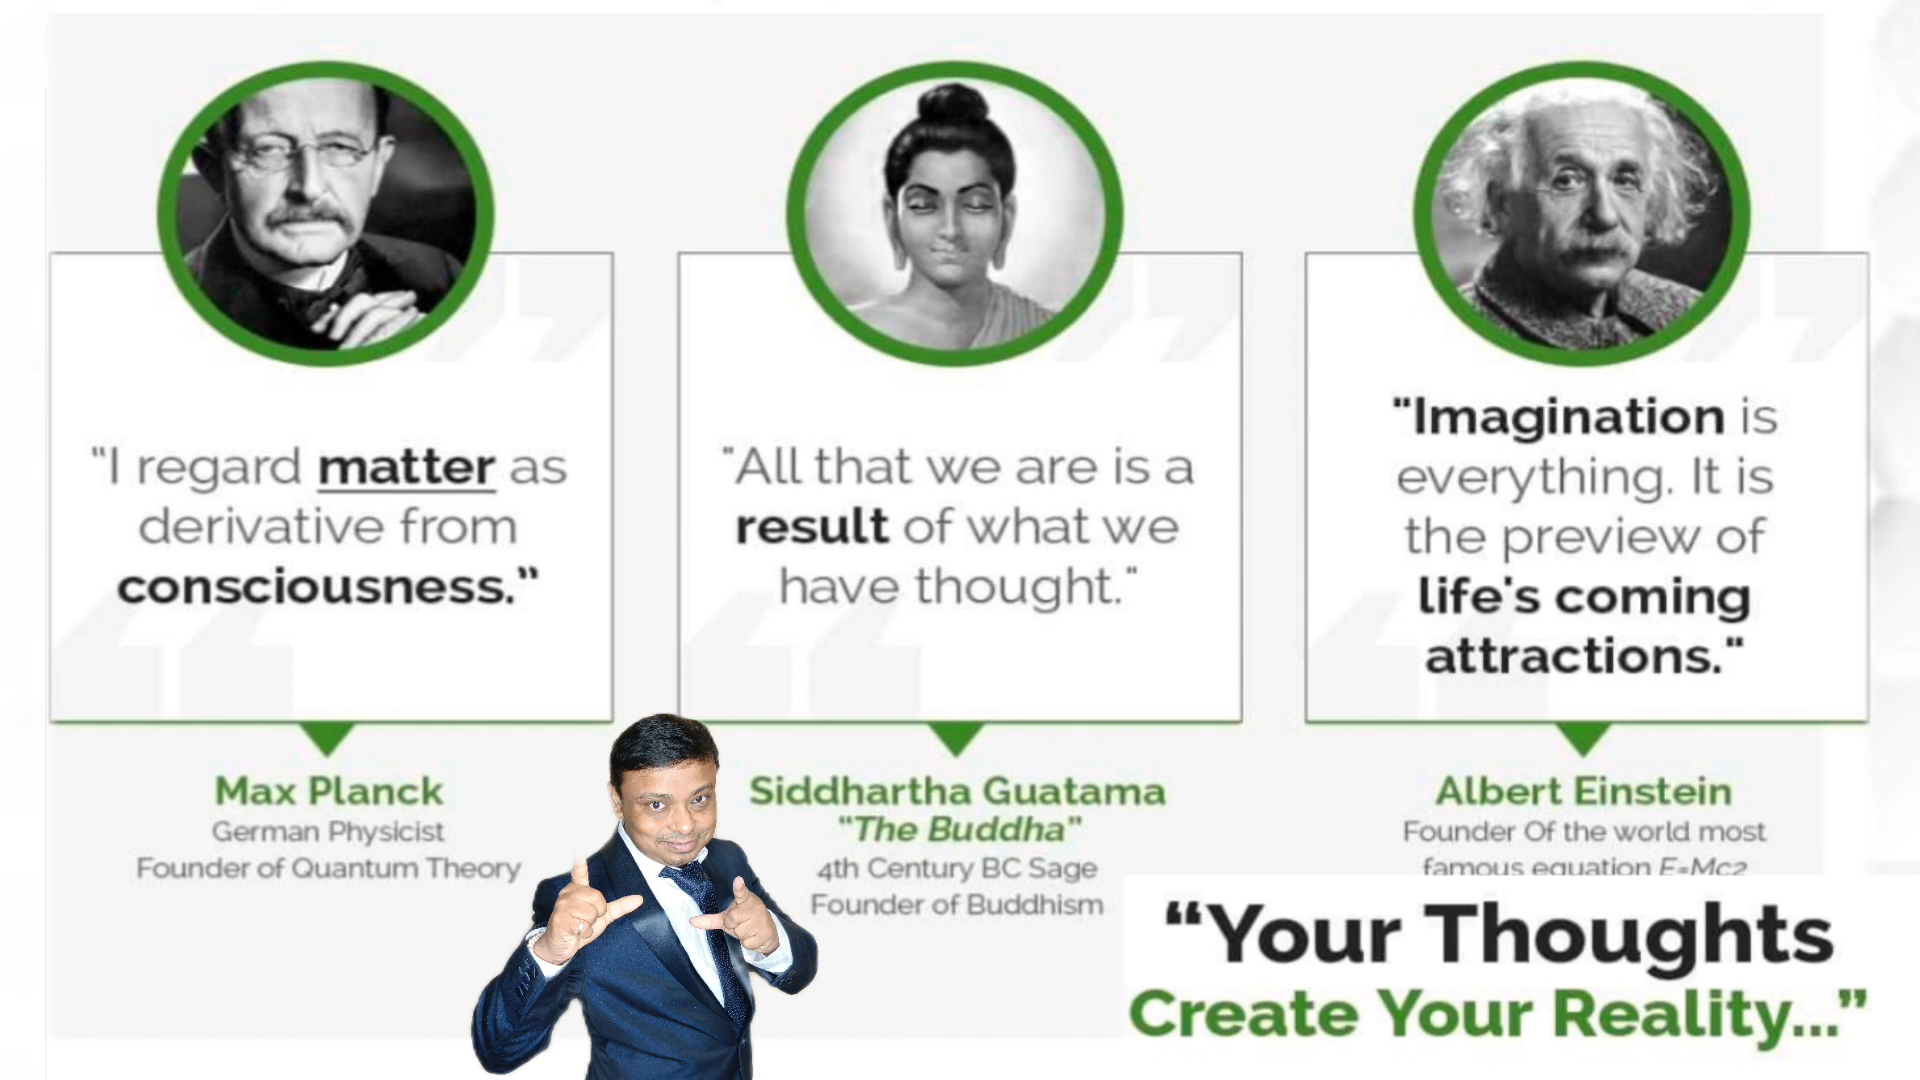 “I regard matter as
derivative from
consciousness.”
Max Planck
German Physicist
Founder of Quantum Theory
"All that we are is a
result of what we
have thought."
Siddhartha Guatama
“The Buddha”
4th Century BC Sage
Founder of Buddhism
"Imagination is
everything. It is
the preview of
life's coming
attractions."
Albert Einstein
Founder Of the world most
famous equation E=Mc2
“Your Thoughts
Create Your Reality...”